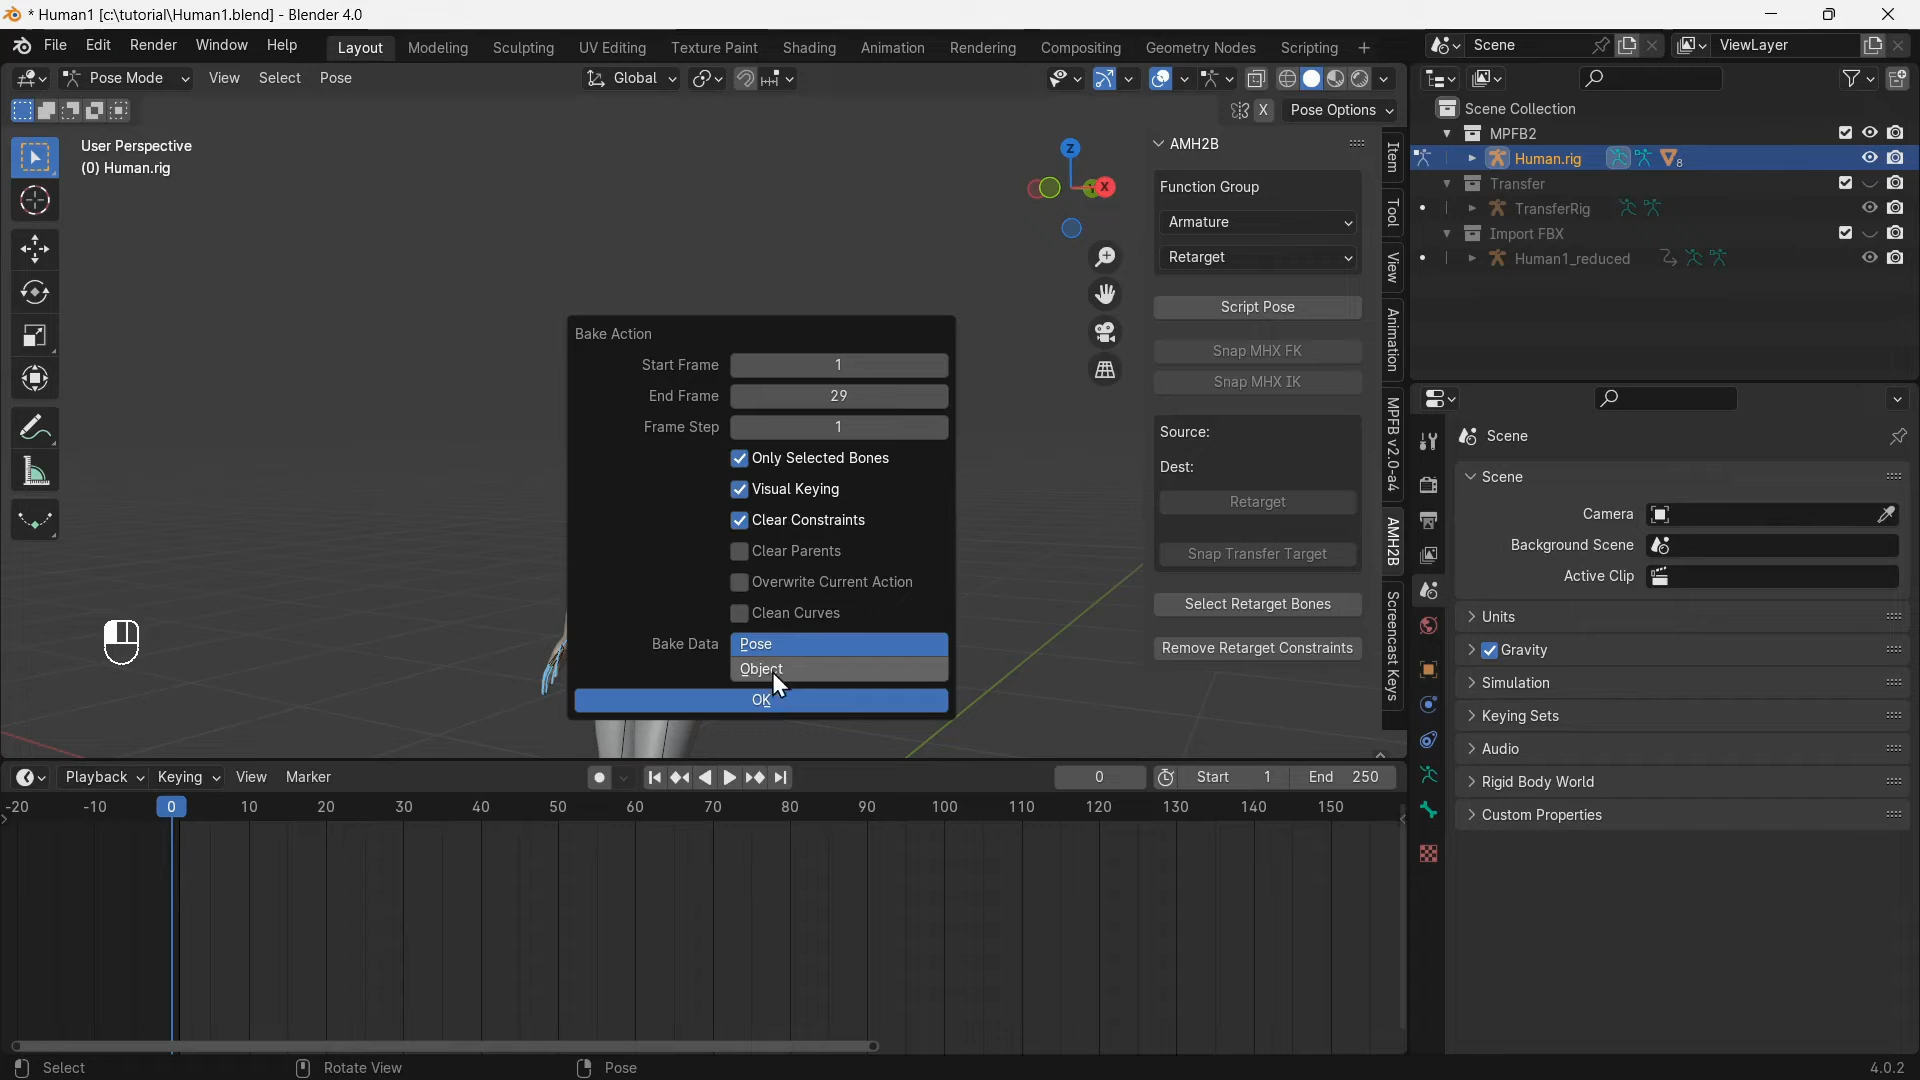 * Human1 [c:\tutorial\Human1.blend] - Blender 4.0
File Edit Render Window Help Layout Modeling Sculpting UV Editing Texture Paint Shading Animation Rendering Compositing Geometry Nodes Scripting + Scene ViewLayer
Pose Mode View Select Pose Global
X Pose Options
User Perspective
(0) Human.rig
Z
X
AMH2B
Function Group
Armature
Retarget
Script Pose
Snap MHX FK
Snap MHX IK
Source:
Dest:
Retarget
Snap Transfer Target
Select Retarget Bones
Remove Retarget Constraints
Item
Tool
View
Animation
MPFB v2.0-a4
AMH2B
Screencast Keys
Bake Action
Start Frame 1
End Frame 29
Frame Step 1
Only Selected Bones
Visual Keying
Clear Constraints
Clear Parents
Overwrite Current Action
Clean Curves
Bake Data Pose
Object
OK
Scene Collection
MPFB2
Human.rig 8
Transfer
TransferRig
Import FBX
Human1_reduced
Scene
Scene
Camera
Background Scene
Active Clip
Units
Gravity
Simulation
Keying Sets
Audio
Rigid Body World
Custom Properties
Playback Keying View Marker 0 Start 1 End 250
-20 -10 0 10 20 30 40 50 60 70 80 90 100 110 120 130 140 150
Select Rotate View Pose 4.0.2